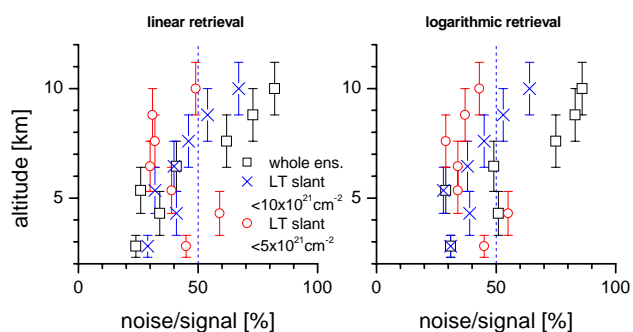 linear retrieval
logarithmic retrieval
altitude [km]
10
5
10
5
whole ens.
LT slant
<10x10²¹cm-2
LT slant
<5x10²¹cm-2
0
50
100
0
50
100
noise/signal [%]
noise/signal [%]